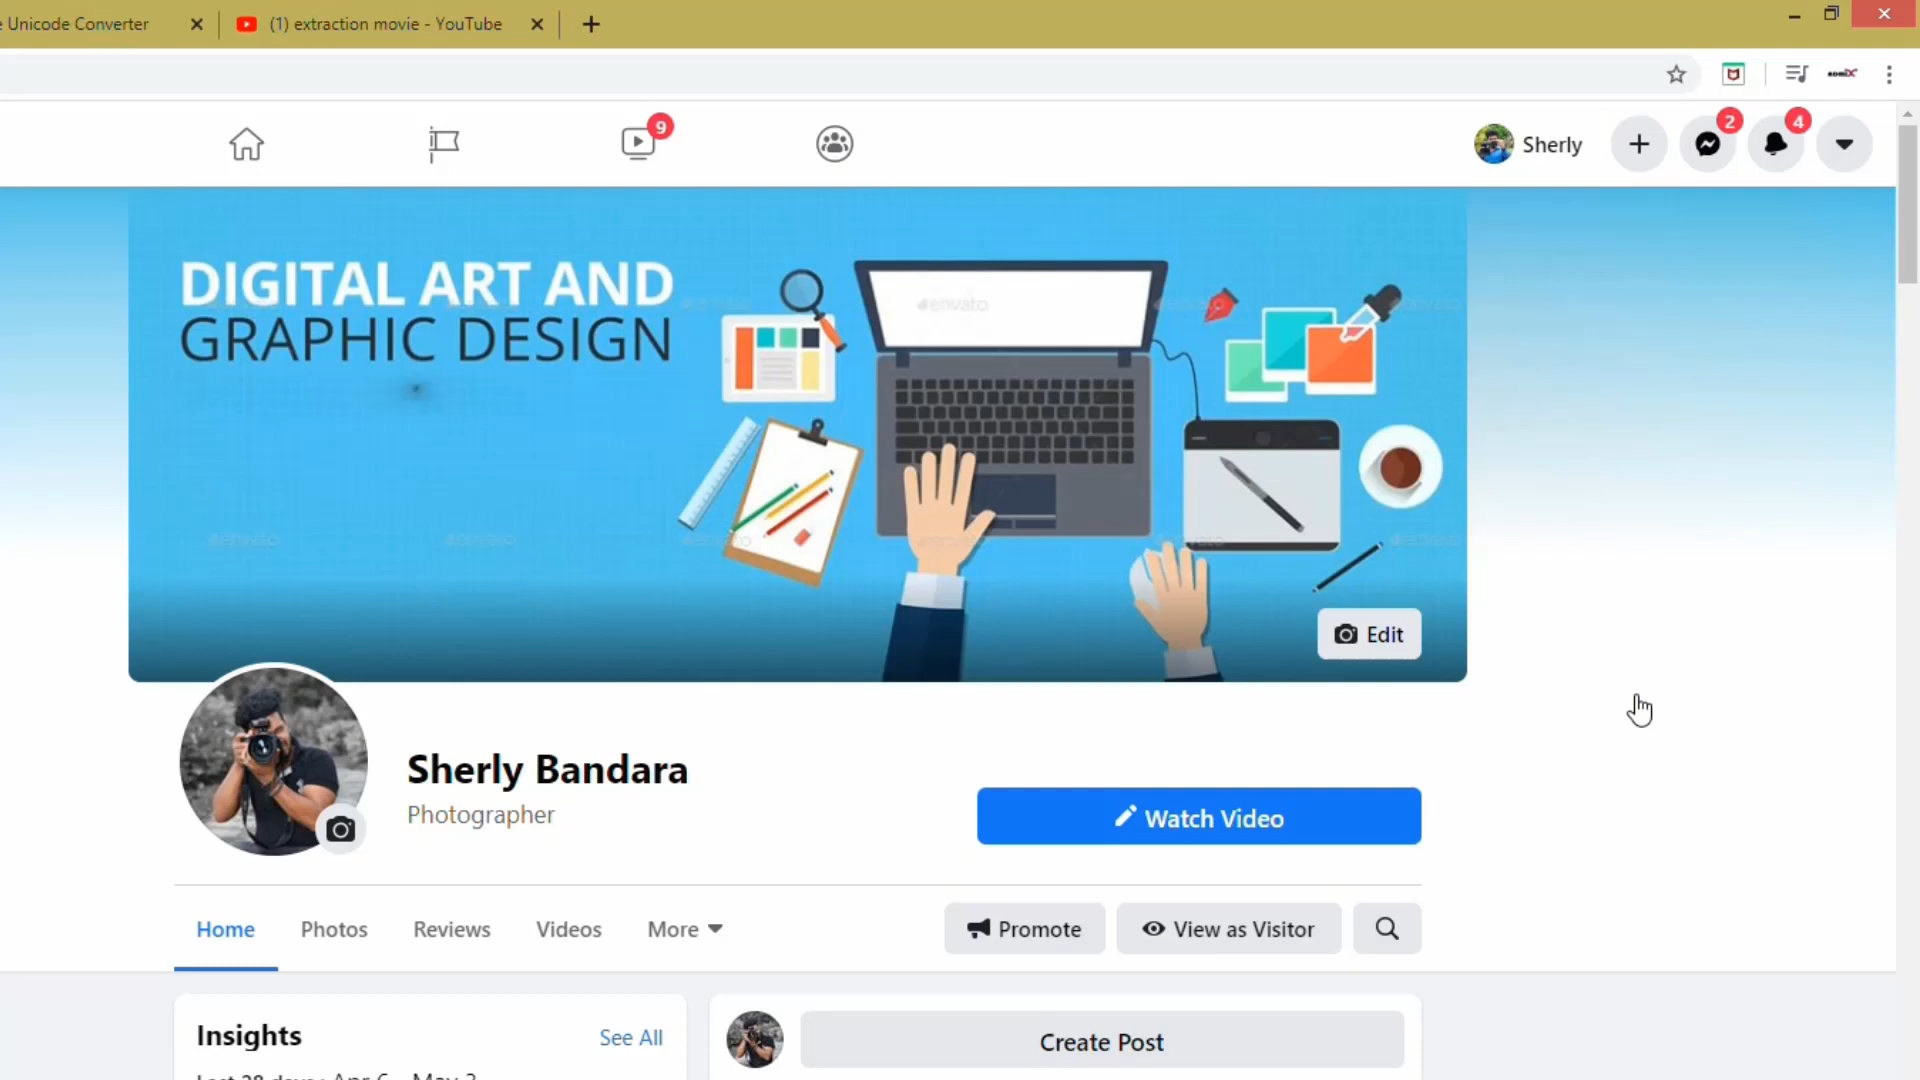 Unicode Converter
(1) extraction movie - YouTube
9
Sherly
2
4
DIGITAL ART AND
GRAPHIC DESIGN
envato
Edit
Sherly Bandara
Photographer
Watch Video
Home
Photos
Reviews
Videos
More
Promote
View as Visitor
Insights
See All
Create Post